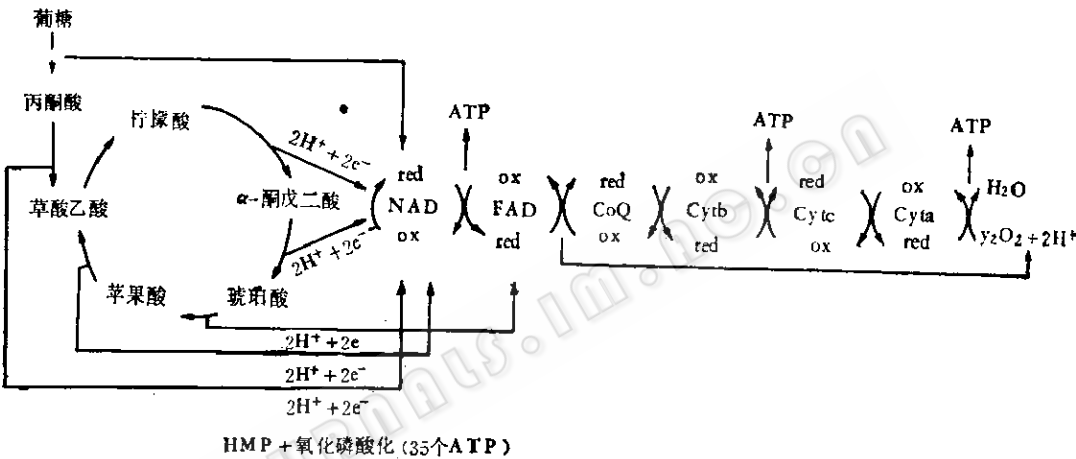 葡糖
丙酮酸
柠檬酸
草酸乙酸
α-酮戊二酸
苹果酸
琥珀酸
2H⁺+2e⁻
2H⁺+2e⁻
red
NAD
ox
ATP
ox
FAD
red
red
CoQ
ox
ox
Cytb
red
ATP
red
Cytc
ox
ox
Cyta
red
ATP
H₂O
y₂O₂+2H⁺
2H⁺+2e
2H⁺+2e⁻
2H⁺+2e⁻
HMP+氧化磷酸化(35个ATP)